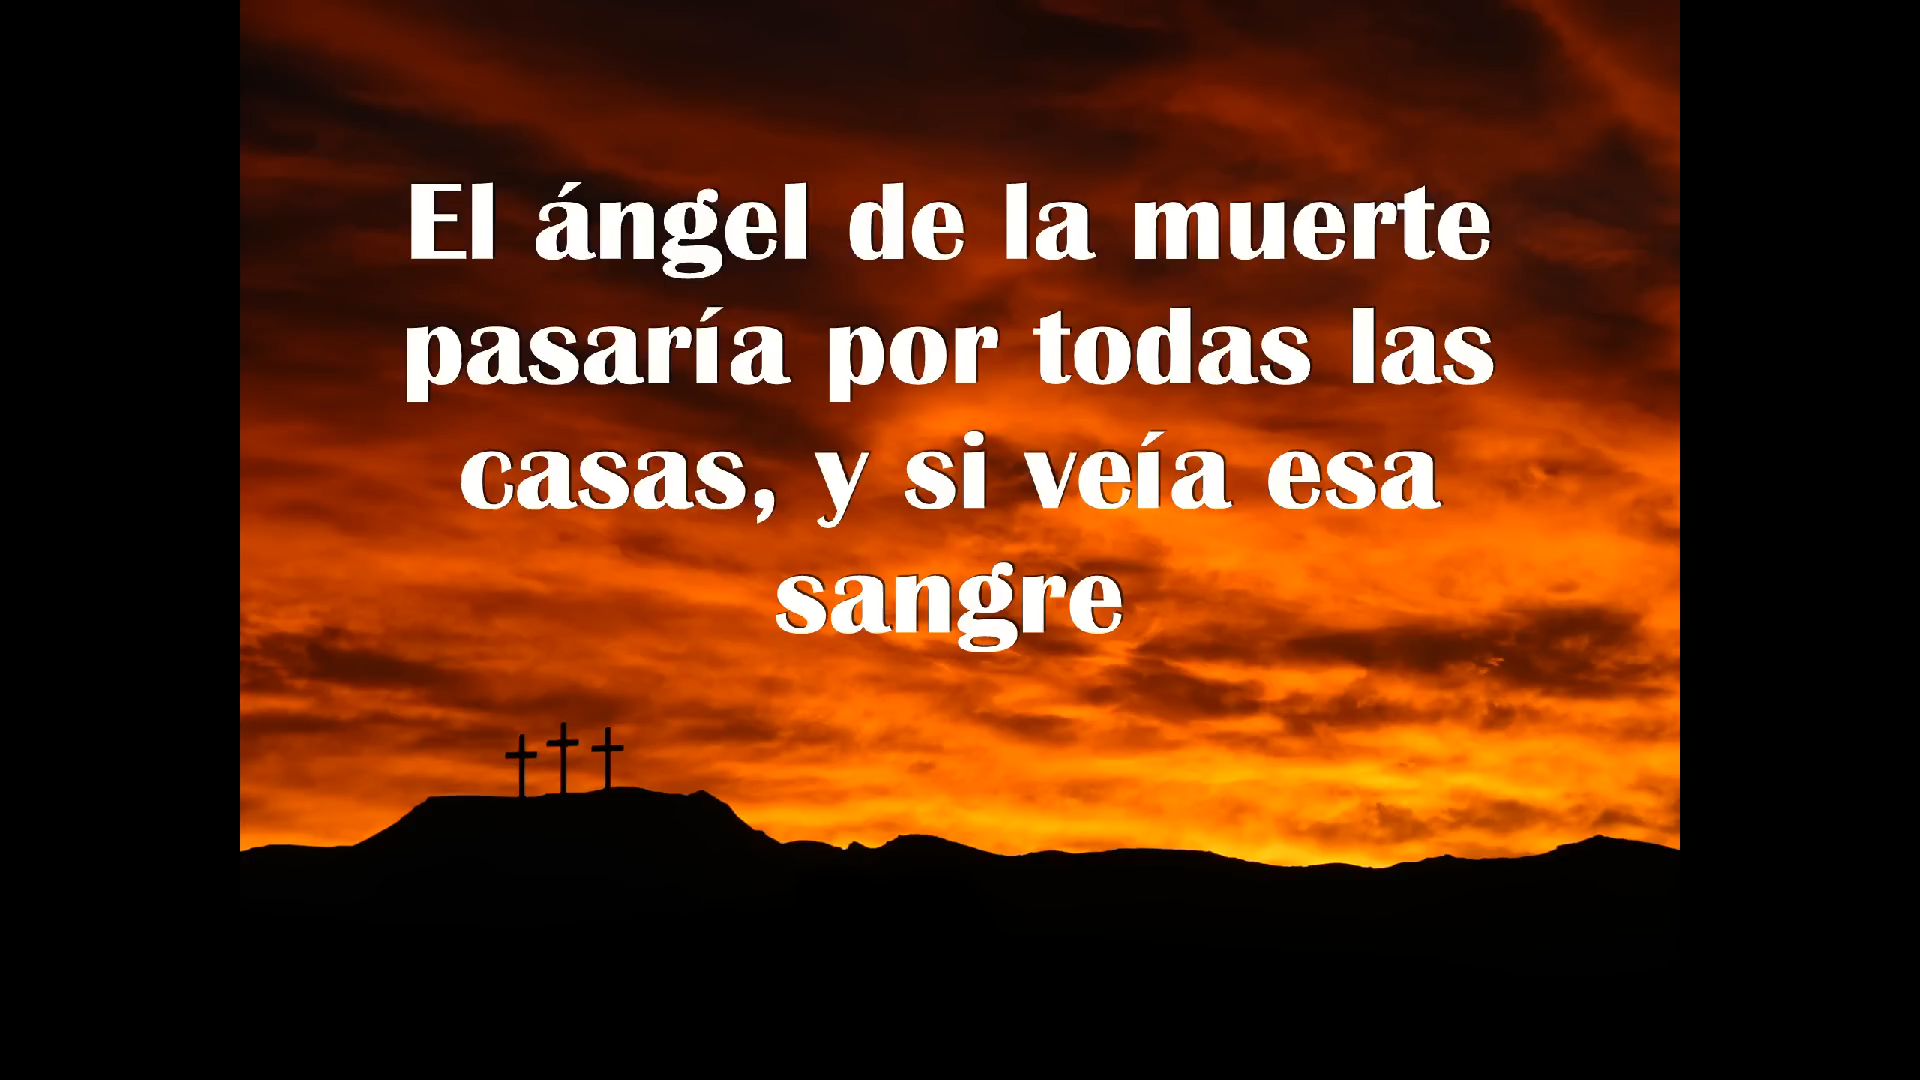 El ángel de la muerte
pasaría por todas las
casas, y si veía esa
sangre